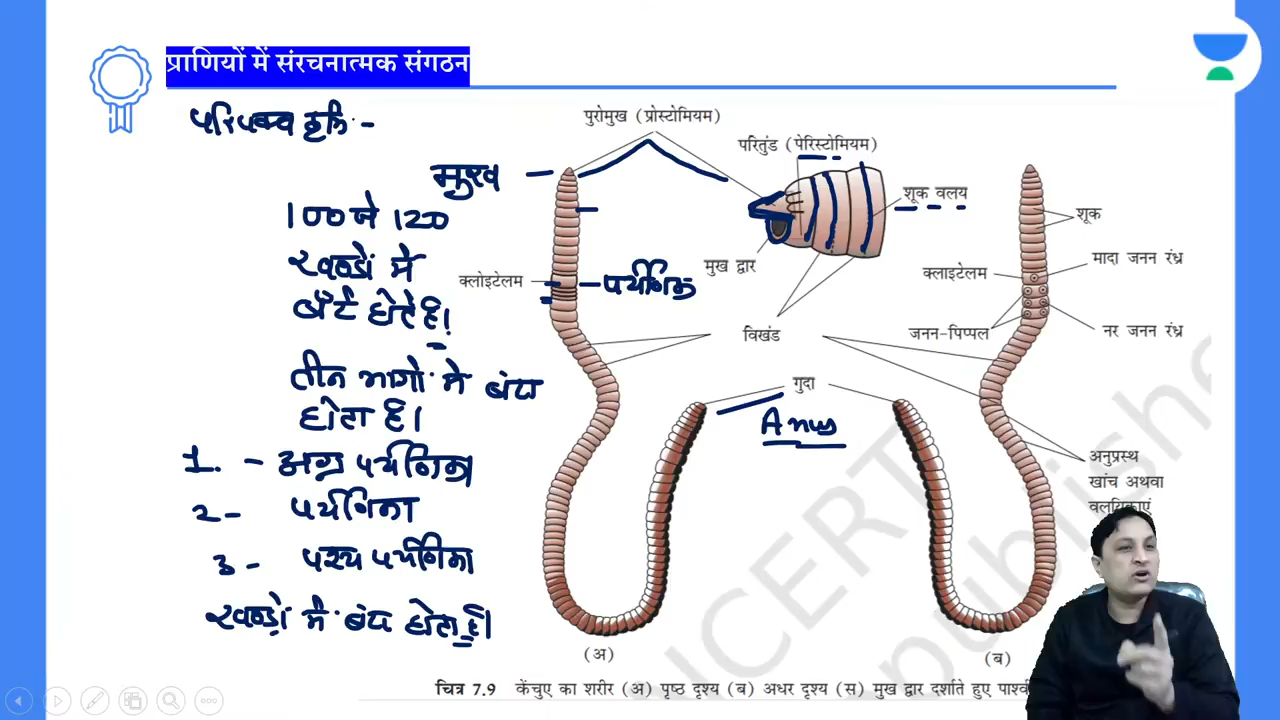 प्राणियों में संरचनात्मक संगठन
परिपक्व कृमि -
पुरोमुख (प्रोस्टोमियम)
परितुंड (पेरिस्टोमियम)
मुख
शूक वलय
शूक
100 से 120
खण्डों में
बँटे होते है।
मुख द्वार
मादा जनन रंध्र
क्लोइटेलम
पर्याणिका
क्लाइटेलम
विखंड
जनन-पिप्पल
नर जनन रंध्र
तीन भागो में बंटा
होता है।
गुदा
Anus
1. - अग्र पर्याणिका
2 - पर्याणिका
3 - पश्च पर्याणिका
खण्डों में बंटा होता है।
अनुप्रस्थ
खांच अथवा
वलयिकाएं
(अ)
(ब)
चित्र 7.9 केंचुए का शरीर (अ) पृष्ठ दृश्य (ब) अधर दृश्य (स) मुख द्वार दर्शाते हुए
NCERT
publishe